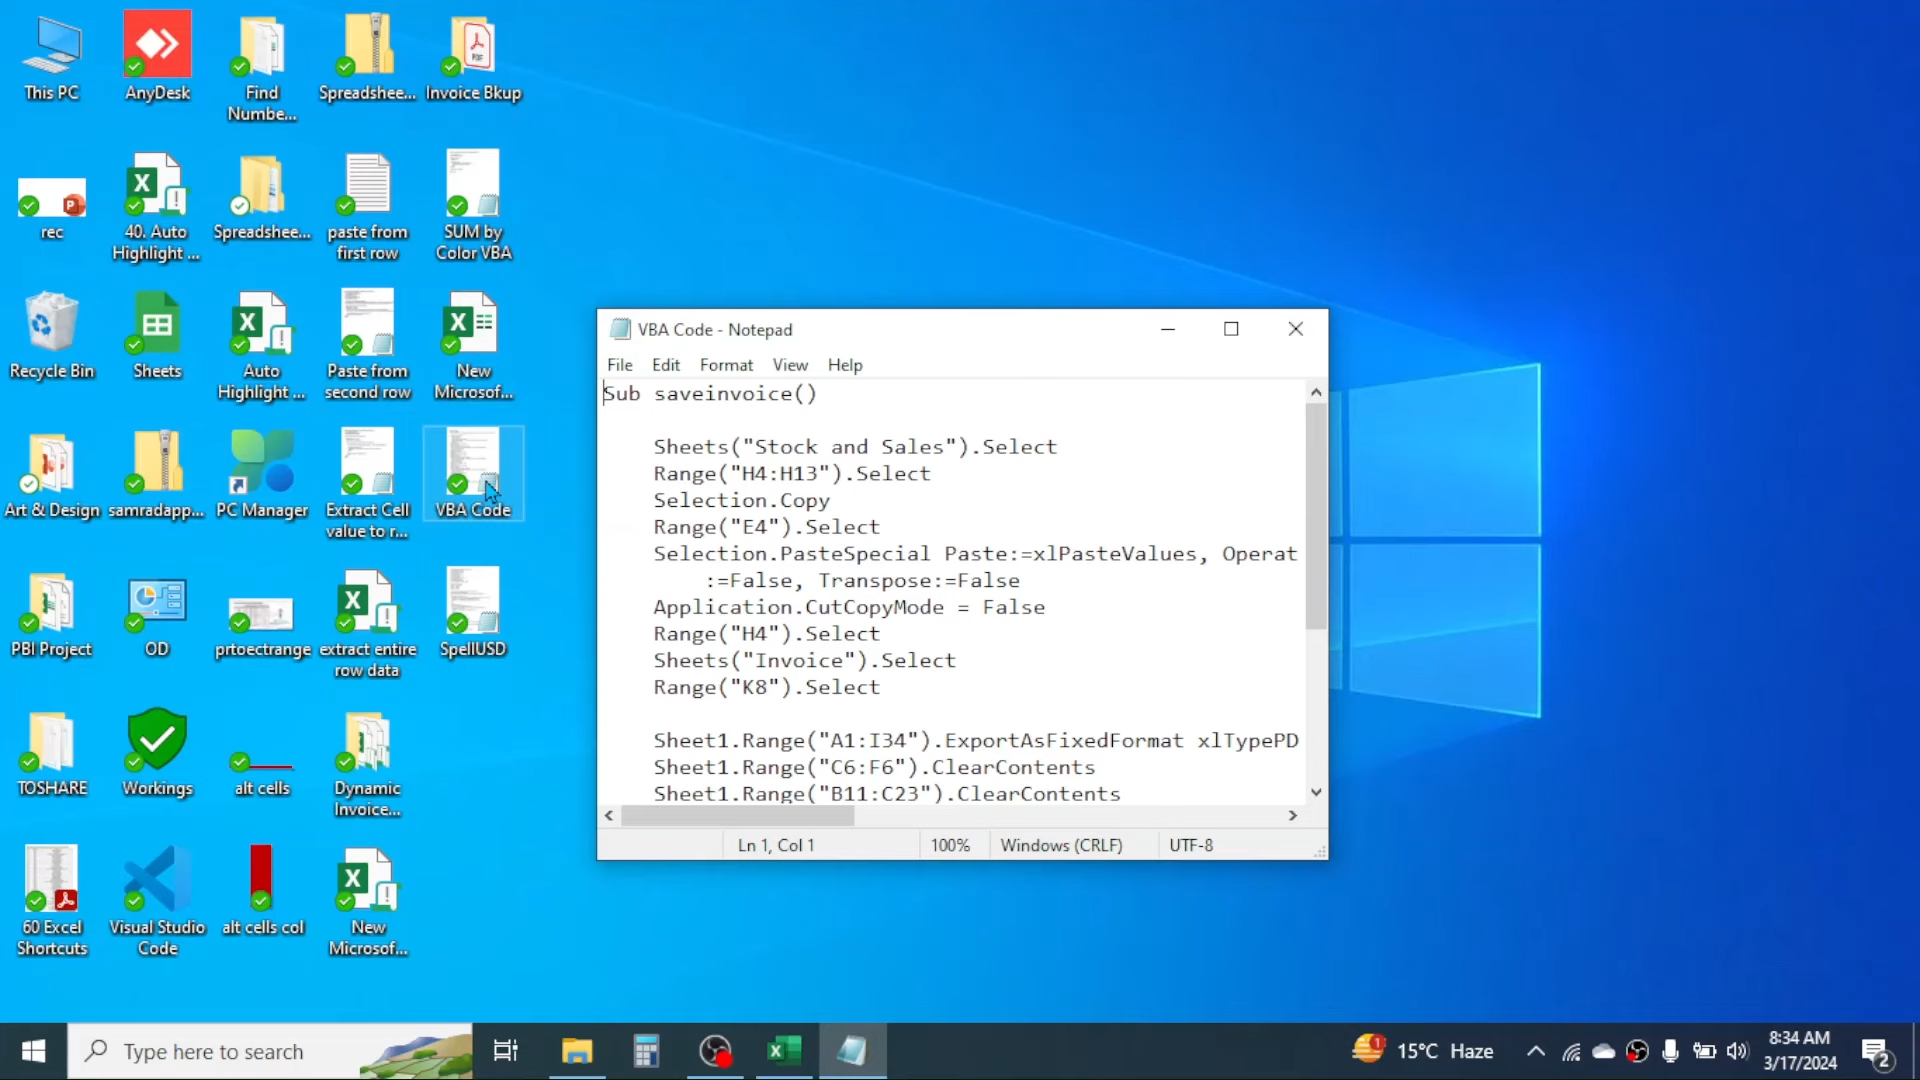 This PC
AnyDesk
Find
Numbe...
Spreadshee...
Invoice Bkup
rec
40. Auto
Highlight ...
Spreadshee...
paste from
first row
SUM by
Color VBA
Recycle Bin
Sheets
Auto
Highlight ...
Paste from
second row
New
Microsof...
Art & Design
samradapp...
PC Manager
Extract Cell
value to r...
VBA Code
PBI Project
OD
prtoectrange
extract entire
row data
SpellUSD
TOSHARE
Workings
alt cells
Dynamic
Invoice...
60 Excel
Shortcuts
Visual Studio
Code
alt cells col
New
Microsof...
VBA Code - Notepad
File Edit Format View Help
Sub saveinvoice()
Sheets("Stock and Sales").Select
Range("H4:H13").Select
Selection.Copy
Range("E4").Select
Selection.PasteSpecial Paste:=xlPasteValues, Operat
:=False, Transpose:=False
Application.CutCopyMode = False
Range("H4").Select
Sheets("Invoice").Select
Range("K8").Select
Sheet1.Range("A1:I34").ExportAsFixedFormat xlTypePD
Sheet1.Range("C6:F6").ClearContents
Sheet1.Range("B11:C23").ClearContents
Ln 1, Col 1 100% Windows (CRLF) UTF-8
Type here to search
15°C Haze
8:34 AM
3/17/2024
2